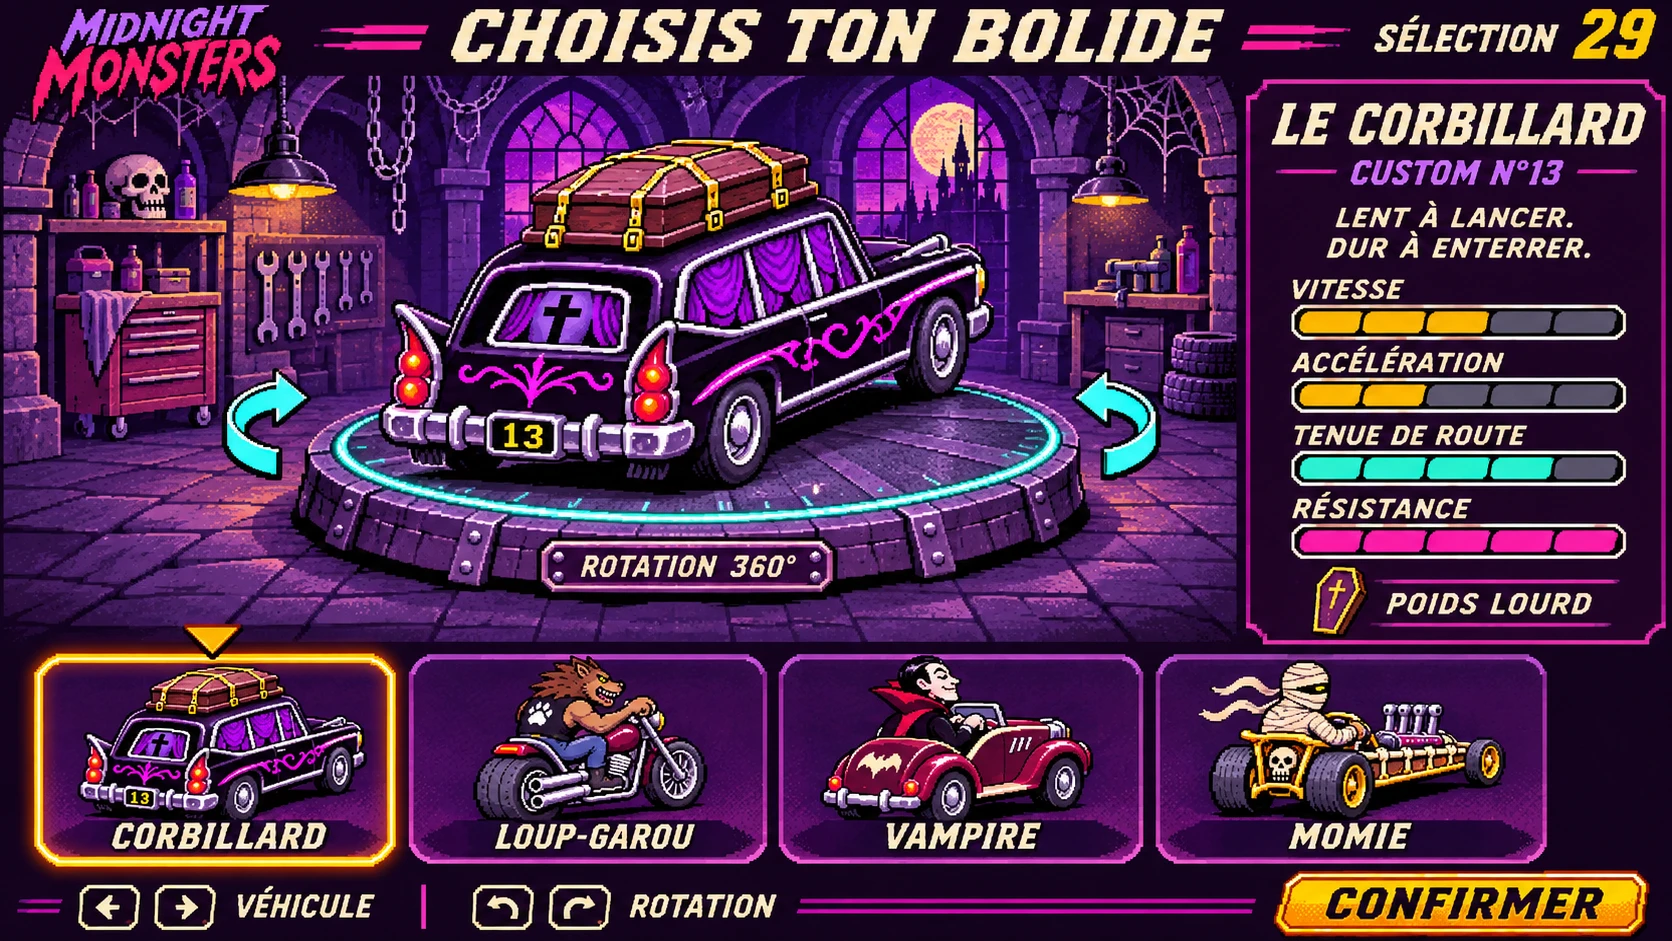 MIDNIGHT
MONSTERS
CHOISIS TON BOLIDE
SÉLECTION 29
LE CORBILLARD
CUSTOM N°13
LENT À LANCER.
DUR À ENTERRER.
VITESSE
ACCÉLÉRATION
TENUE DE ROUTE
RÉSISTANCE
POIDS LOURD
13
ROTATION 360°
13
CORBILLARD
LOUP-GAROU
VAMPIRE
MOMIE
VÉHICULE
ROTATION
CONFIRMER